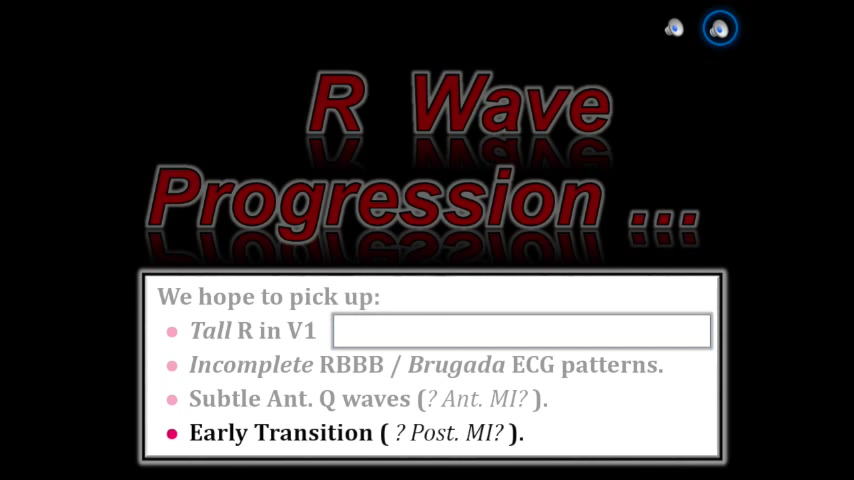 R Wave
Progression ...
We hope to pick up:
• Tall R in V1
• Incomplete RBBB / Brugada ECG patterns.
• Subtle Ant. Q waves (? Ant. MI? ).
• Early Transition ( ? Post. MI? ).